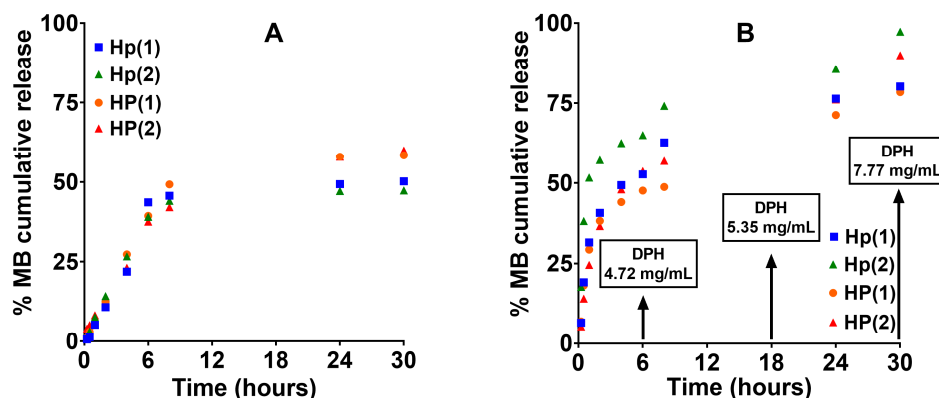 A
% MB cumulative release
100
75
50
25
0
Hp(1)
Hp(2)
HP(1)
HP(2)
0 6 12 18 24 30
Time (hours)
B
% MB cumulative release
100
75
50
25
0
DPH
4.72 mg/mL
DPH
5.35 mg/mL
DPH
7.77 mg/mL
Hp(1)
Hp(2)
HP(1)
HP(2)
0 6 12 18 24 30
Time (hours)